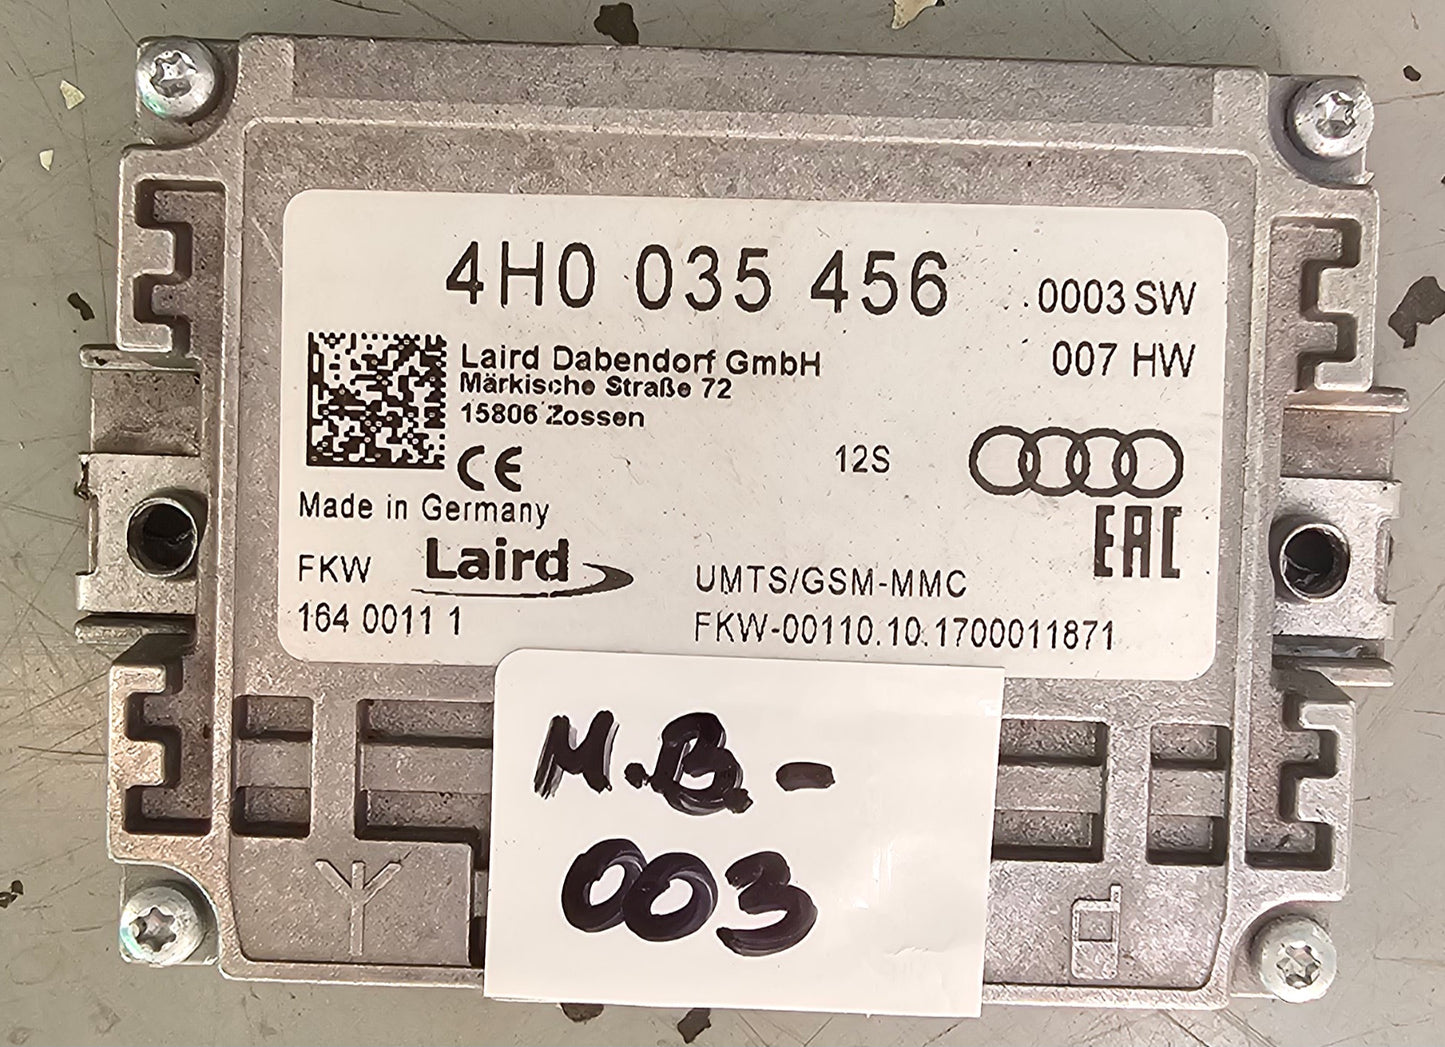 4H0 035 456
0003 SW
007 HW
Laird Dabendorf GmbH
Märkische Straße 72
15806 Zossen
CE
12S
Made in Germany
EAC
FKW
Laird
UMTS/GSM-MMC
164 0011 1
FKW-00110.10.1700011871
M.B.-
003